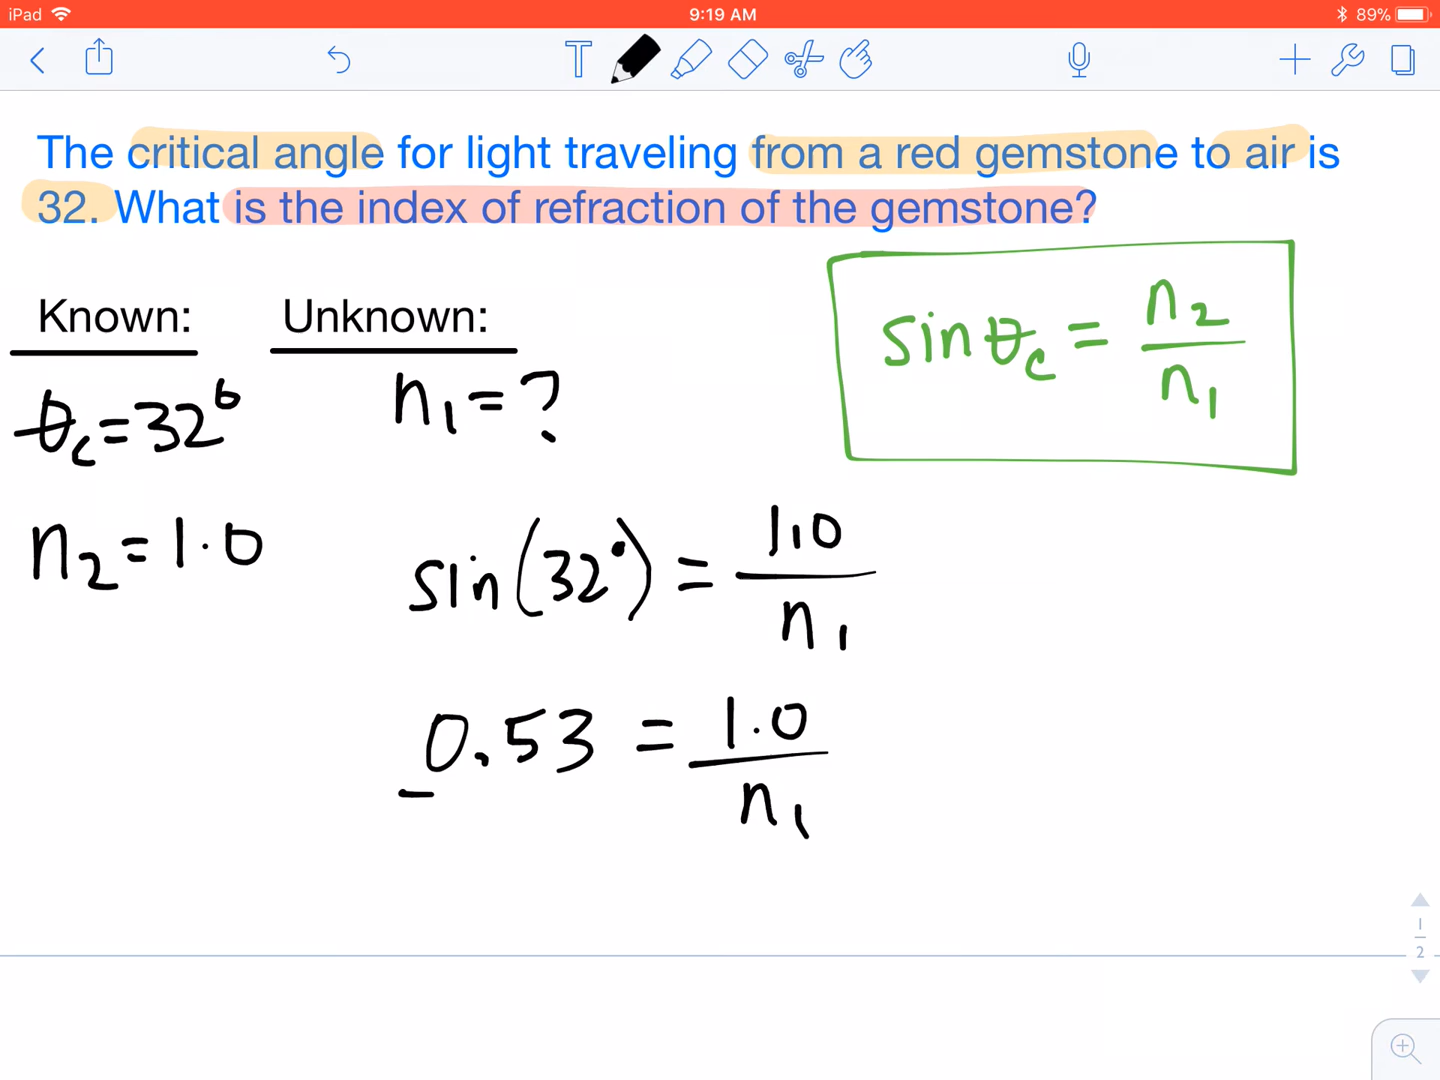 iPad 9:19 AM 89%
T
The critical angle for light traveling from a red gemstone to air is
32. What is the index of refraction of the gemstone?
Known: Unknown:
sin θc = n2/n1
θc = 32° n1 = ?
n2 = 1.0
sin(32°) = 1.0/n1
0.53 = 1.0/n1
1
2